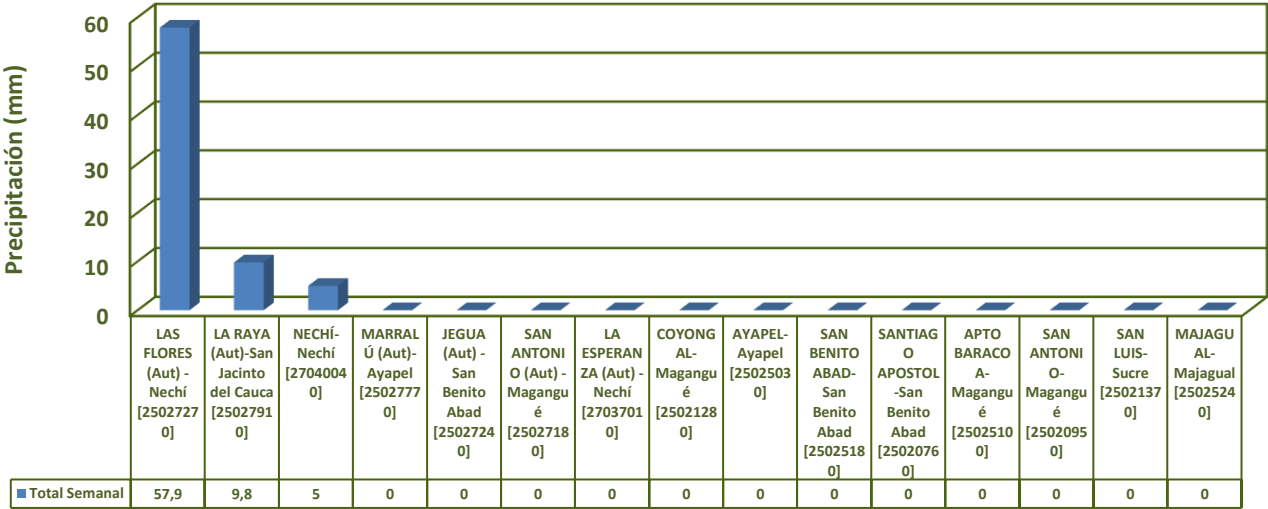 Precipitación (mm)
60
50
40
30
20
10
0
LAS
FLORES
(Aut) -
Nechí
[2502727
0]
LA RAYA
(Aut)-San
Jacinto
del Cauca
[2502791
0]
NECHÍ-
Nechí
[2704004
0]
MARRAL
Ú (Aut)-
Ayapel
[2502777
0]
JEGUA
(Aut) -
San
Benito
Abad
[2502724
0]
SAN
ANTONI
O (Aut) -
Magangu
é
[2502718
0]
LA
ESPERAN
ZA (Aut) -
Nechí
[2703701
0]
COYONG
AL-
Magangu
é
[2502128
0]
AYAPEL-
Ayapel
[2502503
0]
SAN
BENITO
ABAD-
San
Benito
Abad
[2502518
0]
SANTIAG
O
APOSTOL
-San
Benito
Abad
[2502076
0]
APTO
BARACO
A-
Magangu
é
[2502510
0]
SAN
ANTONI
O-
Magangu
é
[2502095
0]
SAN
LUIS-
Sucre
[2502137
0]
MAJAGU
AL-
Majagual
[2502524
0]
Total Semanal 57,9 9,8 5 0 0 0 0 0 0 0 0 0 0 0 0